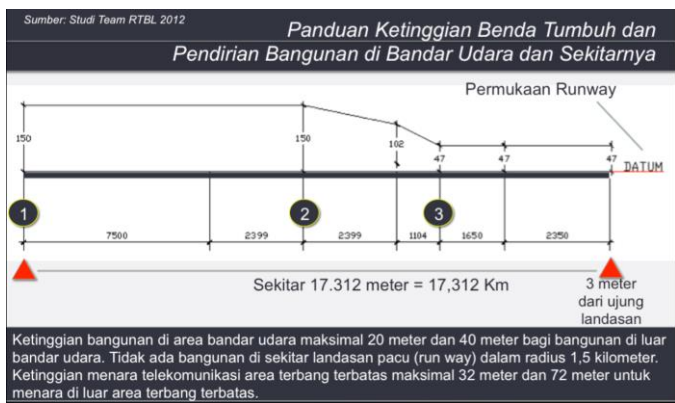 Sumber: Studi Team RTBL 2012
Panduan Ketinggian Benda Tumbuh dan
Pendirian Bangunan di Bandar Udara dan Sekitarnya
Permukaan Runway
150
150
102
47
47
47
DATUM
1
2
3
7500
2399
2399
1104
1650
2350
Sekitar 17.312 meter = 17,312 Km
3 meter
dari ujung
landasan
Ketinggian bangunan di area bandar udara maksimal 20 meter dan 40 meter bagi bangunan di luar
bandar udara. Tidak ada bangunan di sekitar landasan pacu (run way) dalam radius 1,5 kilometer.
Ketinggian menara telekomunikasi area terbang terbatas maksimal 32 meter dan 72 meter untuk
menara di luar area terbang terbatas.